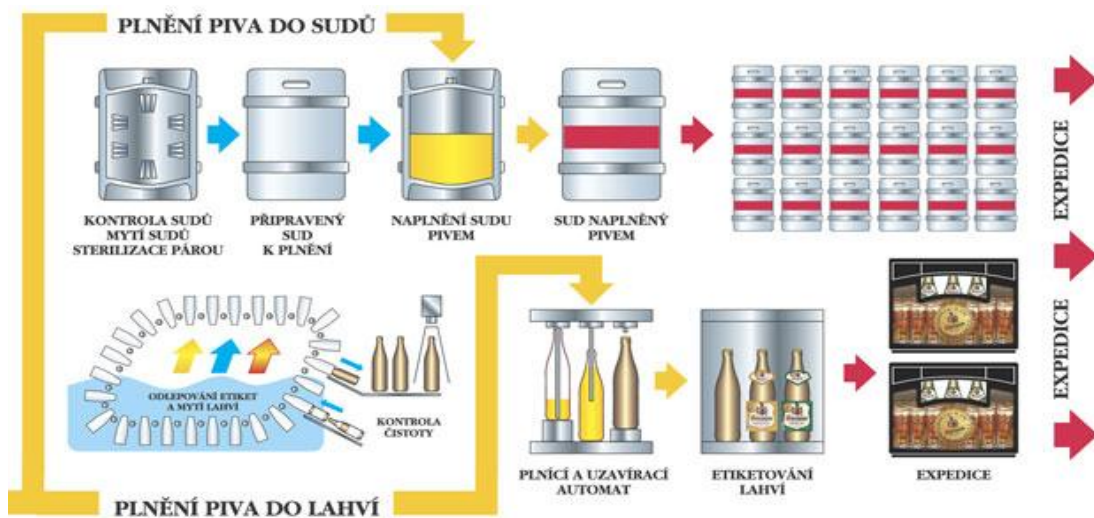 PLNĚNÍ PIVA DO SUDŮ
KONTROLA SUDŮ
MYTÍ SUDŮ
STERILIZACE PÁROU
PŘIPRAVENÝ
SUD
K PLNĚNÍ
NAPLNĚNÍ SUDU
PIVEM
SUD NAPLNĚNÝ
PIVEM
EXPEDICE
ODLEPOVÁNÍ ETIKET
A MYTÍ LAHVÍ
KONTROLA
ČISTOTY
PLNÍCÍ A UZAVÍRACÍ
AUTOMAT
ETIKETOVÁNÍ
LAHVÍ
EXPEDICE
EXPEDICE
PLNĚNÍ PIVA DO LAHVÍ